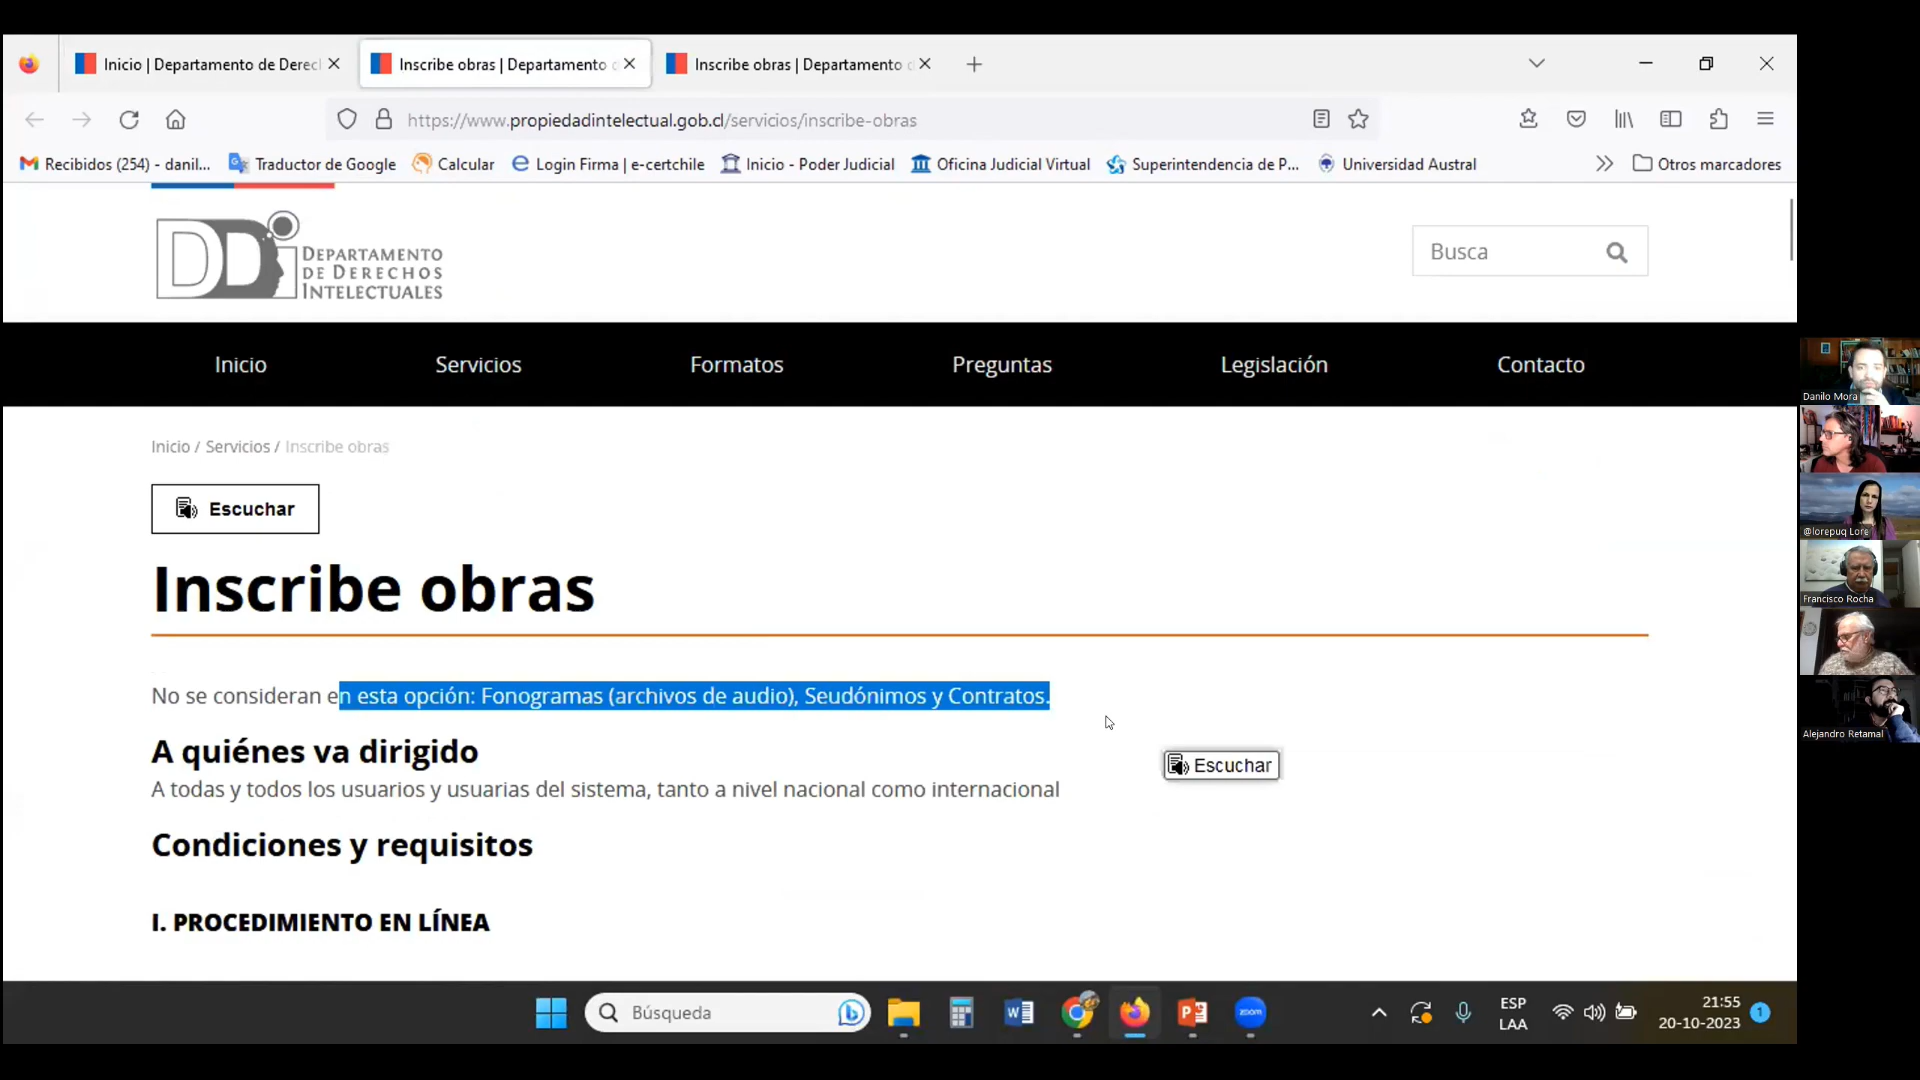 Inicio | Departamento de Derecl
Inscribe obras | Departamento d
Inscribe obras | Departamento d
https://www.propiedadintelectual.gob.cl/servicios/inscribe-obras
Recibidos (254) - danil...
Traductor de Google
Calcular
Login Firma | e-certchile
Inicio - Poder Judicial
Oficina Judicial Virtual
Superintendencia de P...
Universidad Austral
Otros marcadores
DDi
DEPARTAMENTO
DE DERECHOS
INTELECTUALES
Busca
Inicio
Servicios
Formatos
Preguntas
Legislación
Contacto
Inicio / Servicios / Inscribe obras
Escuchar
Inscribe obras
No se consideran en esta opción: Fonogramas (archivos de audio), Seudónimos y Contratos.
A quiénes va dirigido
Escuchar
A todas y todos los usuarios y usuarias del sistema, tanto a nivel nacional como internacional
Condiciones y requisitos
I. PROCEDIMIENTO EN LÍNEA
Danilo Mora
@lorepuq Lore
Francisco Rocha
Alejandro Retamal
Búsqueda
zoom
ESP
LAA
21:55
20-10-2023
1